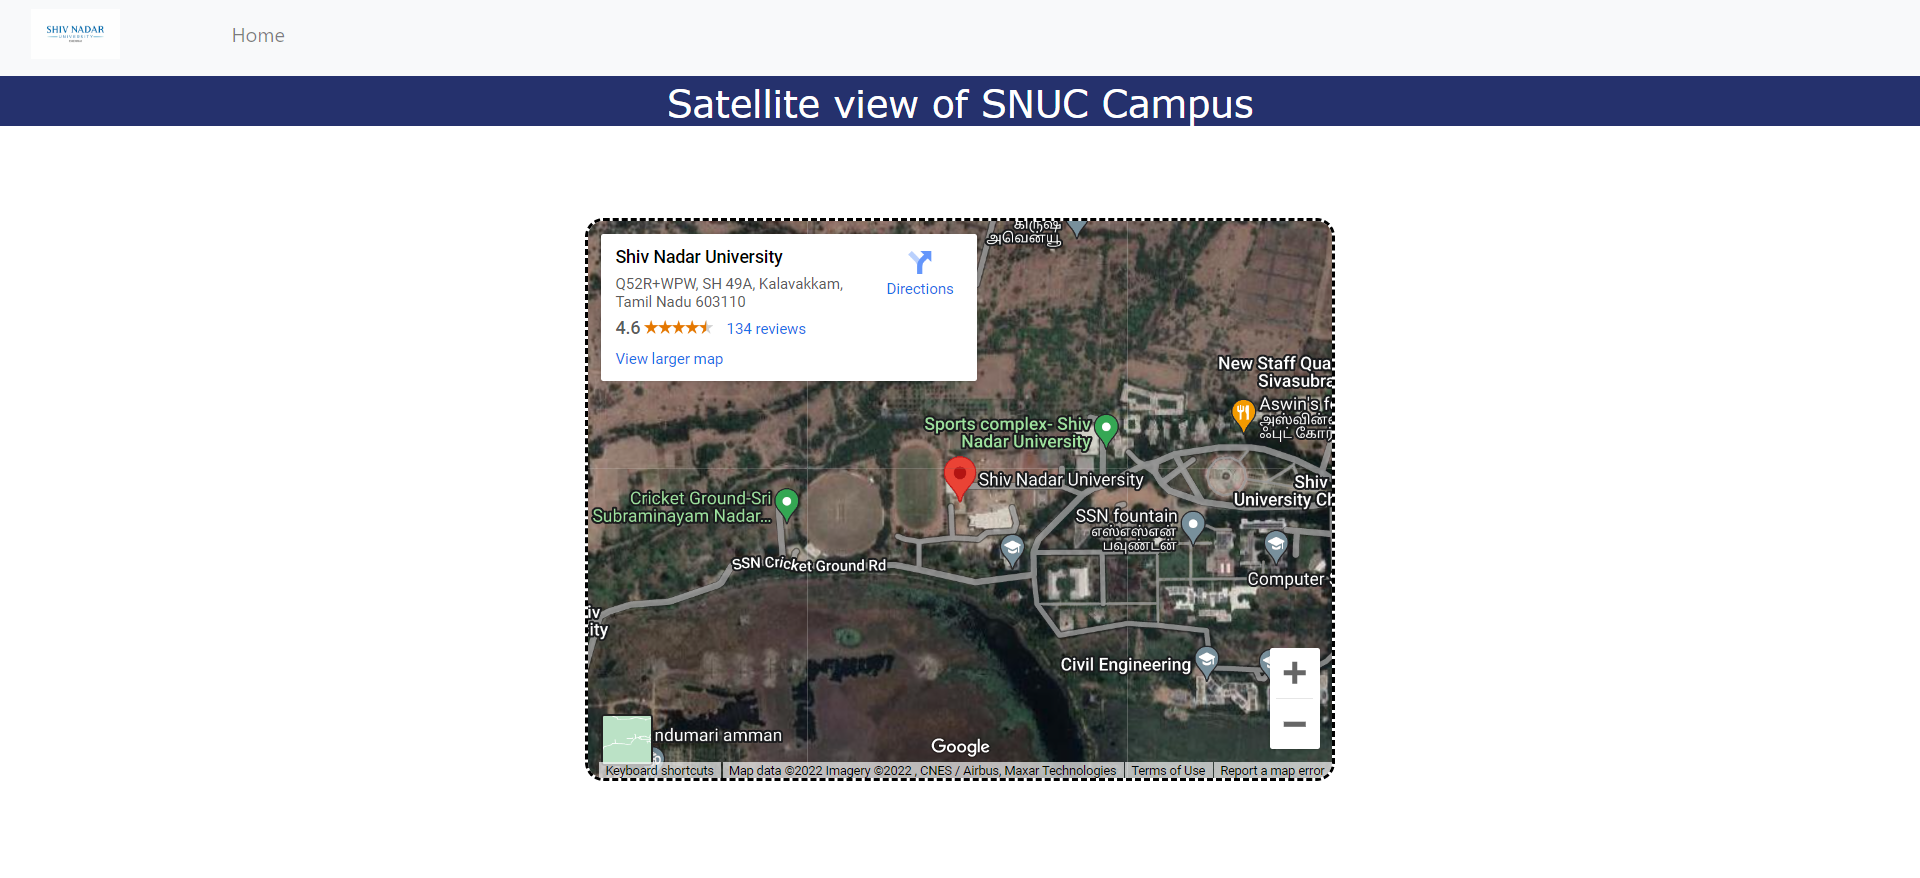 SHIV NADAR
UNIVERSITY
Home
Satellite view of SNUC Campus
Shiv Nadar University
Q52R+WPW, SH 49A, Kalavakkam,
Tamil Nadu 603110
4.6
134 reviews
View larger map
Directions
கிருஷ்
அவென்யூ
New Staff Qua
Sivasubra
Aswin's f
அஸ்வின்ஸ்
ஃபுட் கோர்
Sports complex- Shiv
Nadar University
Shiv Nadar University
Shiv
University Ch
Cricket Ground-Sri
Subraminayam Nadar...
SSN fountain
எஸ்எஸ்என்
பவுண்டன்
SSN Cricket Ground Rd
Computer
iv
ity
Civil Engineering
ndumari amman
Google
Keyboard shortcuts
Map data ©2022 Imagery ©2022 , CNES / Airbus, Maxar Technologies
Terms of Use
Report a map error